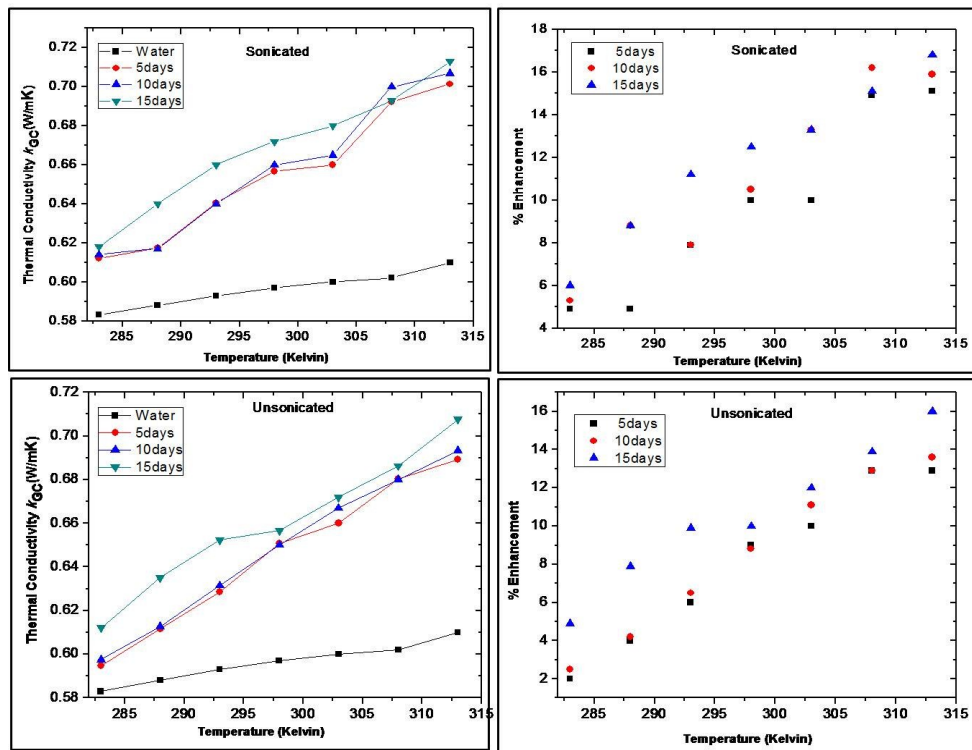 Sonicated
Water
5days
10days
15days
Thermal Conductivity kGC(W/mK)
0.72
0.70
0.68
0.66
0.64
0.62
0.60
0.58
285 290 295 300 305 310 315
Temperature (Kelvin)
Sonicated
5days
10days
15days
% Enhancement
18
16
14
12
10
8
6
4
285 290 295 300 305 310 315
Temperature (Kelvin)
Unsonicated
Water
5days
10days
15days
Thermal Conductivity kGC(W/mK)
0.72
0.70
0.68
0.66
0.64
0.62
0.60
0.58
285 290 295 300 305 310 315
Temperature (Kelvin)
Unsonicated
5days
10days
15days
% Enhancement
16
14
12
10
8
6
4
2
285 290 295 300 305 310 315
Temperature (Kelvin)